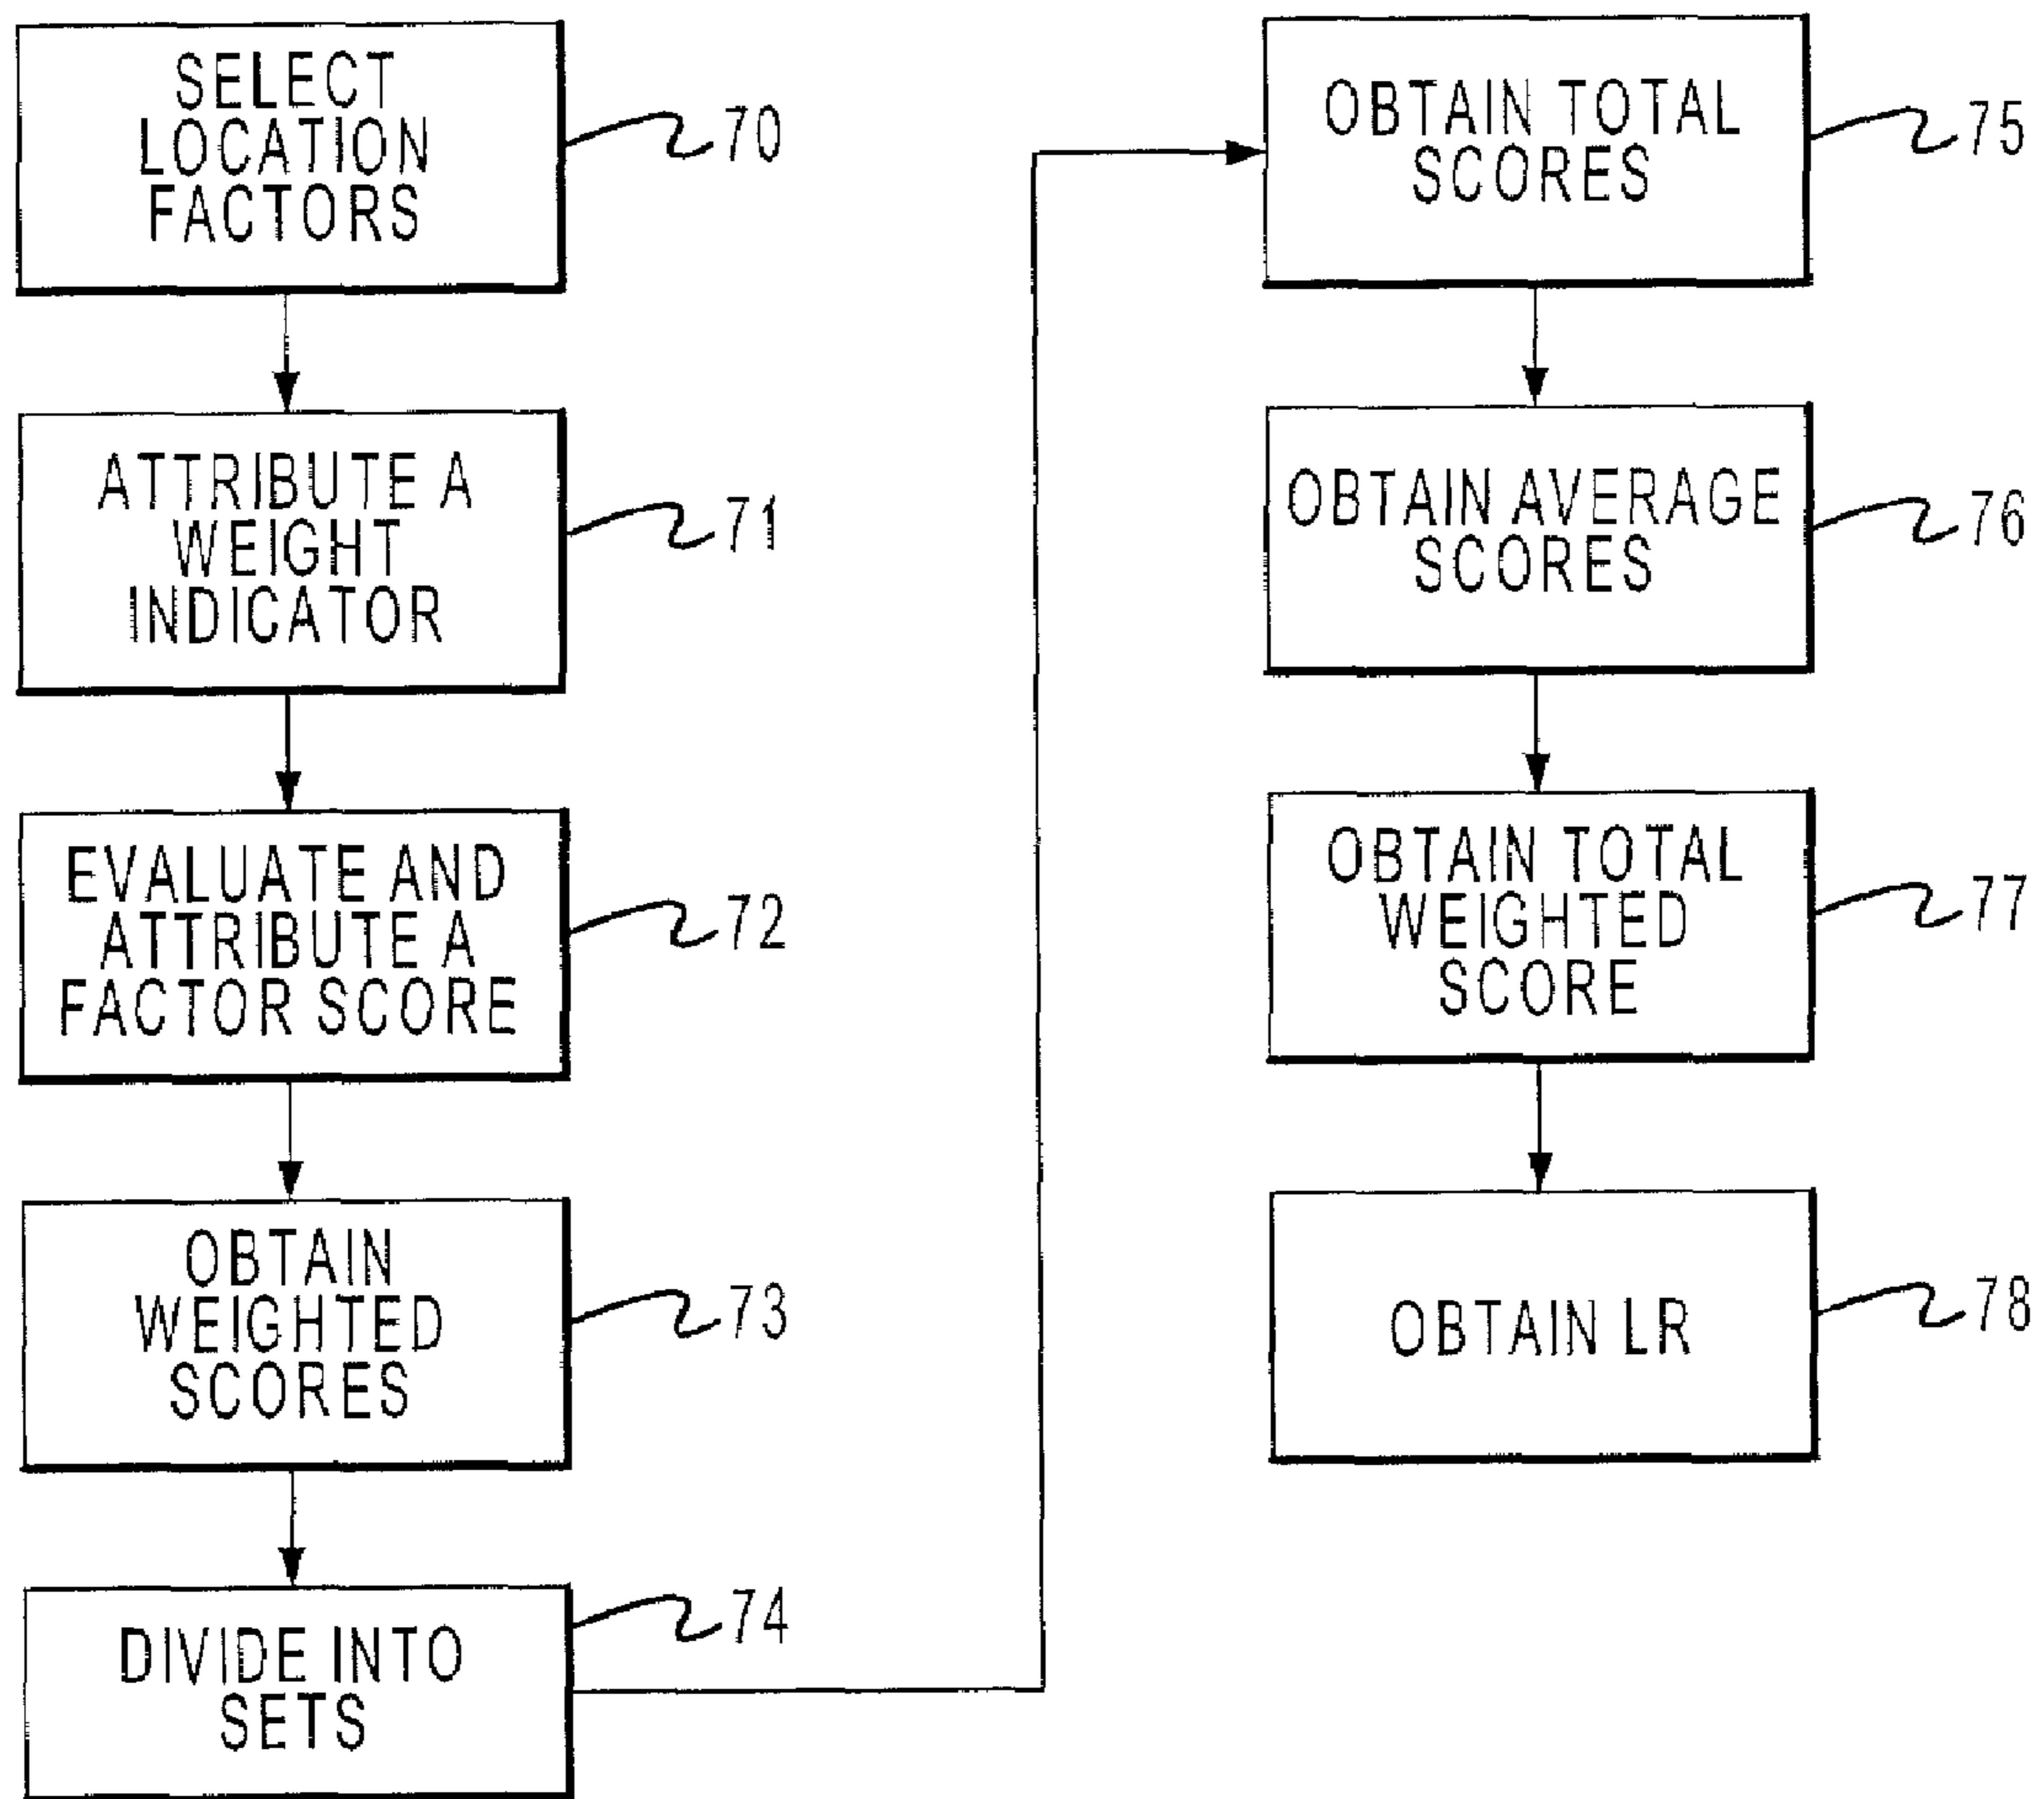 SELECT
LOCATION
FACTORS
70
ATTRIBUTE A
WEIGHT
INDICATOR
71
EVALUATE AND
ATTRIBUTE A
FACTOR SCORE
72
OBTAIN
WEIGHTED
SCORES
73
DIVIDE INTO
SETS
74
OBTAIN TOTAL
SCORES
75
OBTAIN AVERAGE
SCORES
76
OBTAIN TOTAL
WEIGHTED
SCORE
77
OBTAIN LR
78